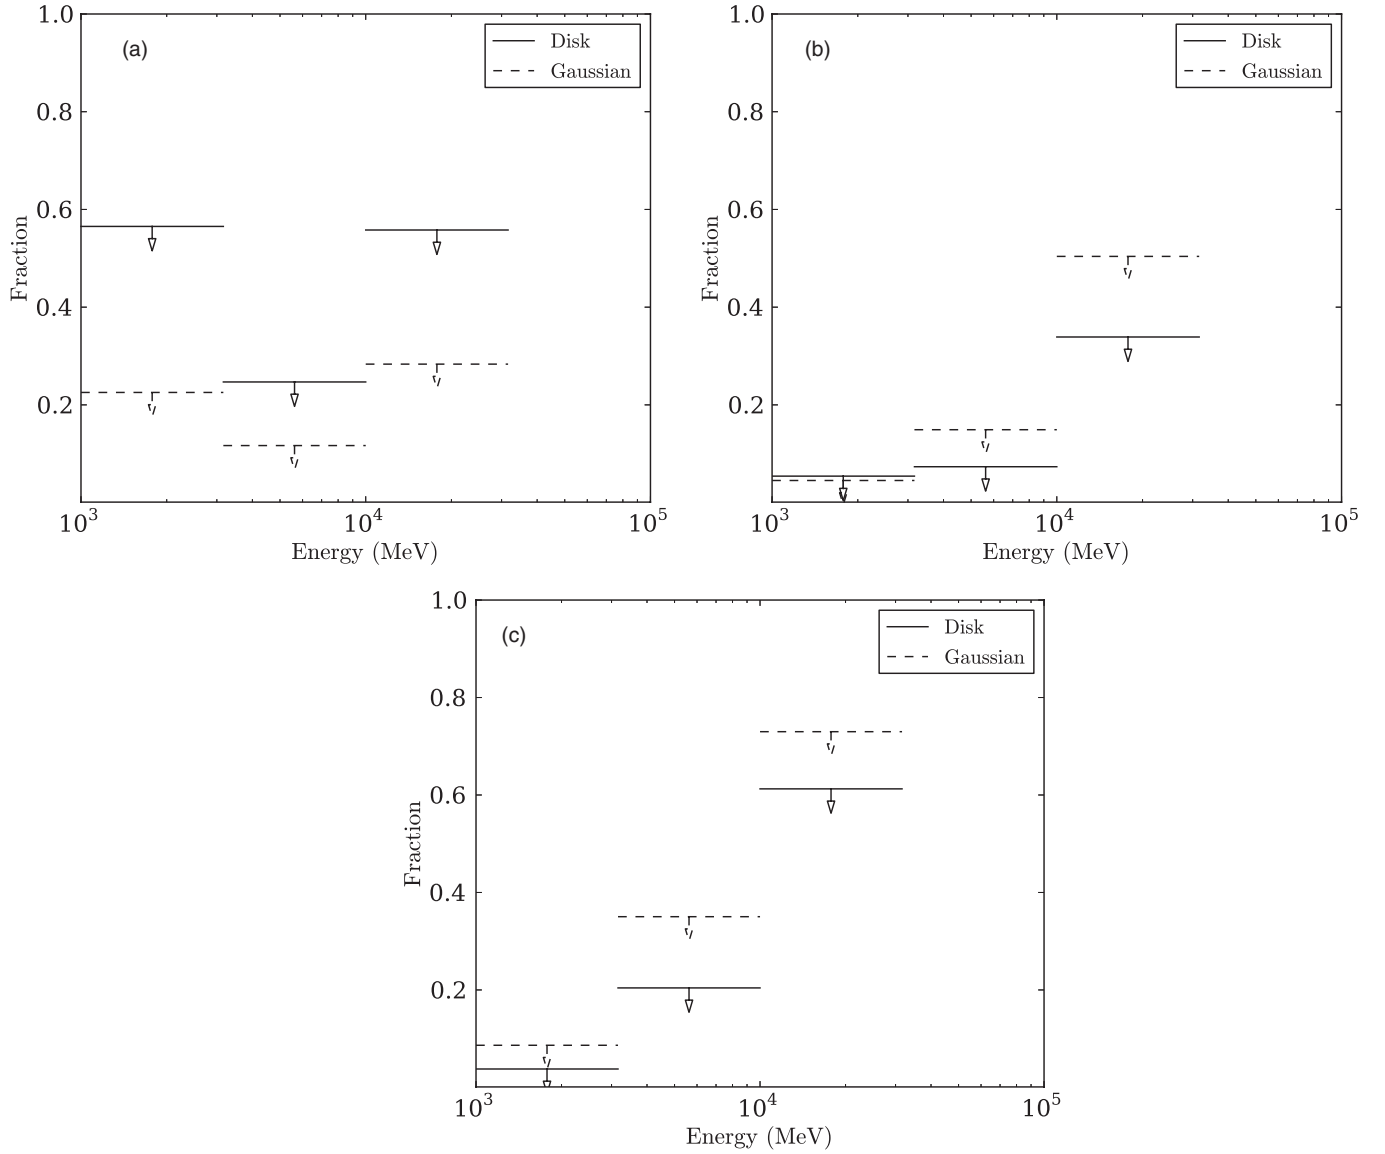 (a)
Disk
Gaussian
1.0
0.8
0.6
0.4
0.2
Fraction
10³ 10⁴ 10⁵
Energy (MeV)
(b)
Disk
Gaussian
1.0
0.8
0.6
0.4
0.2
Fraction
10³ 10⁴ 10⁵
Energy (MeV)
(c)
Disk
Gaussian
1.0
0.8
0.6
0.4
0.2
Fraction
10³ 10⁴ 10⁵
Energy (MeV)